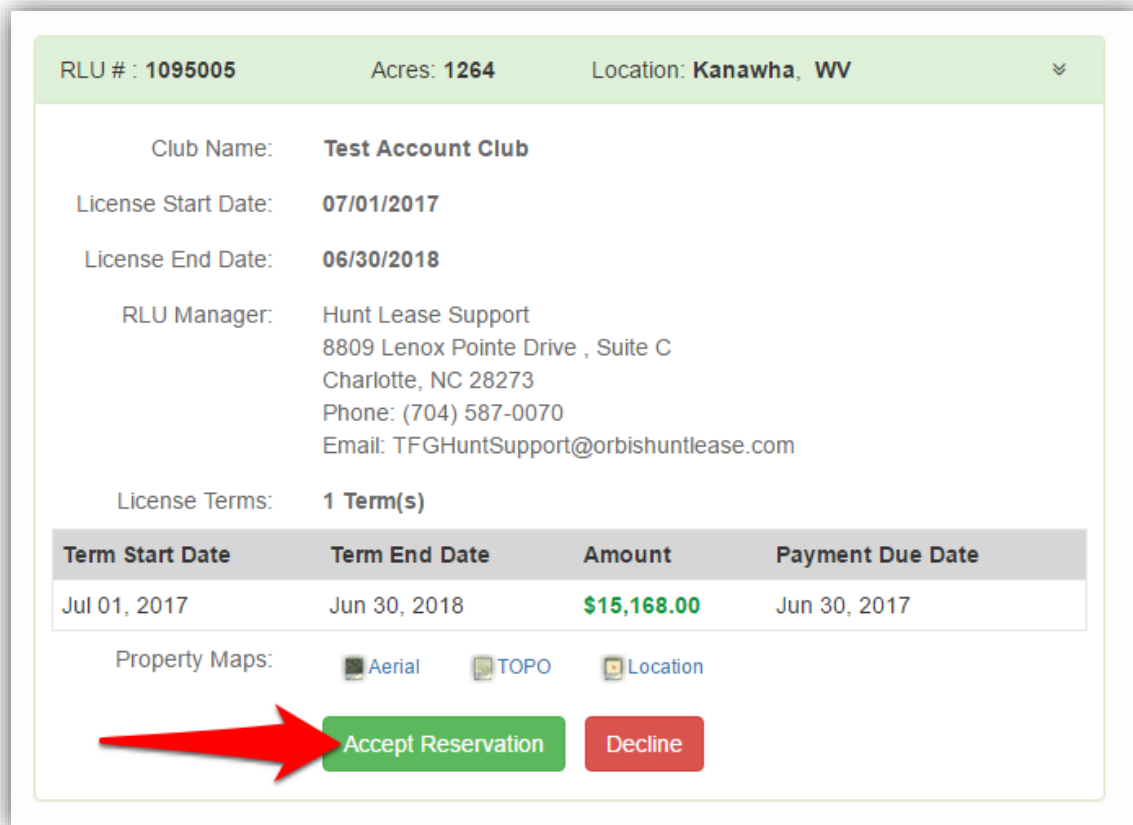 RLU # : 1095005 Acres: 1264 Location: Kanawha, WV
Club Name: Test Account Club
License Start Date: 07/01/2017
License End Date: 06/30/2018
RLU Manager: Hunt Lease Support
8809 Lenox Pointe Drive , Suite C
Charlotte, NC 28273
Phone: (704) 587-0070
Email: TFGHuntSupport@orbishuntlease.com
License Terms: 1 Term(s)
Term Start Date Term End Date Amount Payment Due Date
Jul 01, 2017 Jun 30, 2018 $15,168.00 Jun 30, 2017
Property Maps: Aerial TOPO Location
Accept Reservation Decline